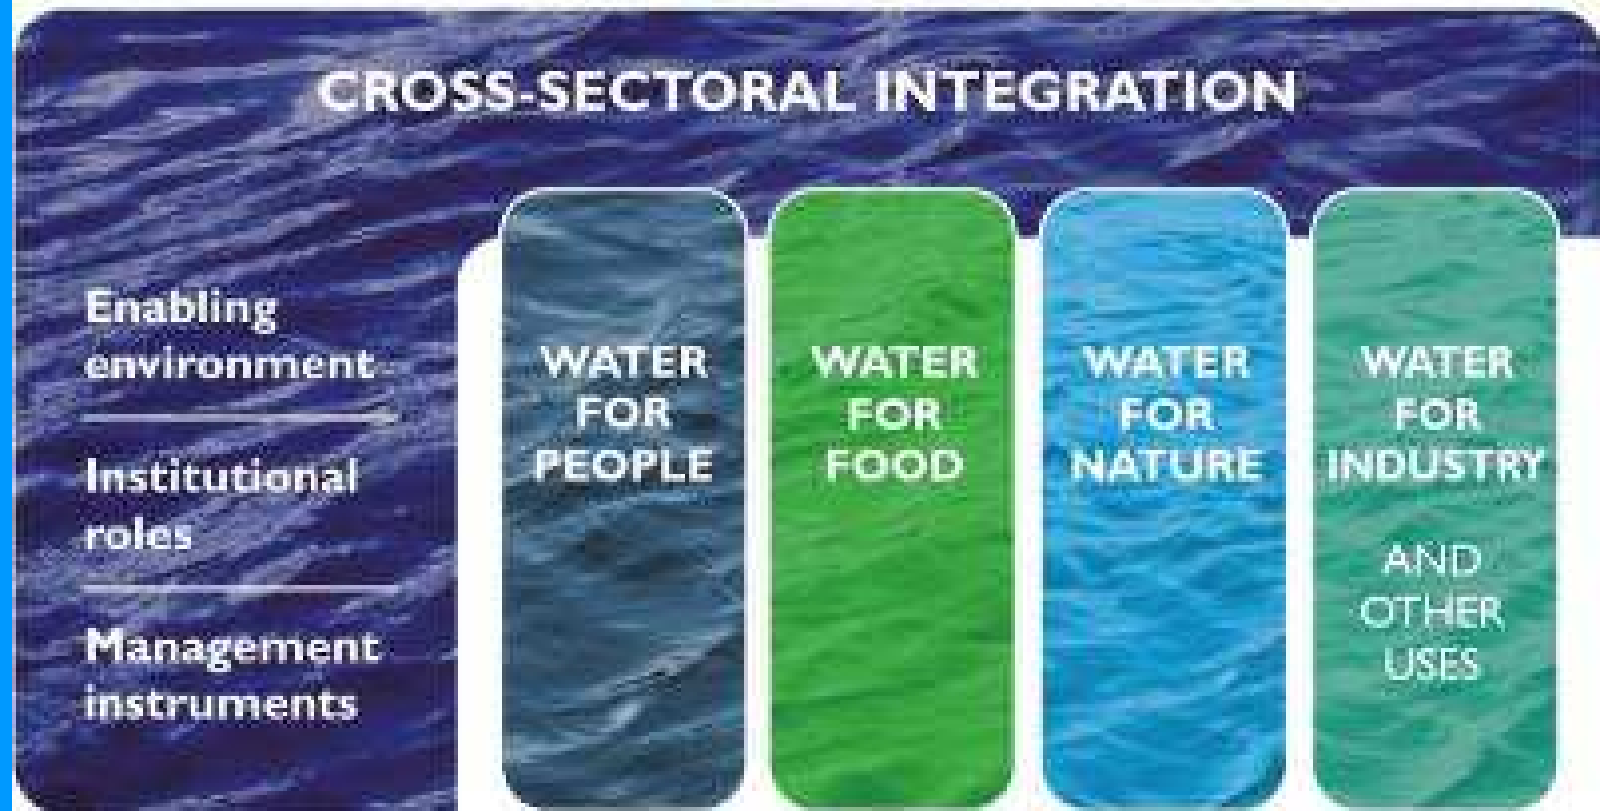 CROSS-SECTORAL INTEGRATION
Enabling
environment
Institutional
roles
Management
instruments
WATER
FOR
PEOPLE
WATER
FOR
FOOD
WATER
FOR
NATURE
WATER
FOR
INDUSTRY
AND
OTHER
USES